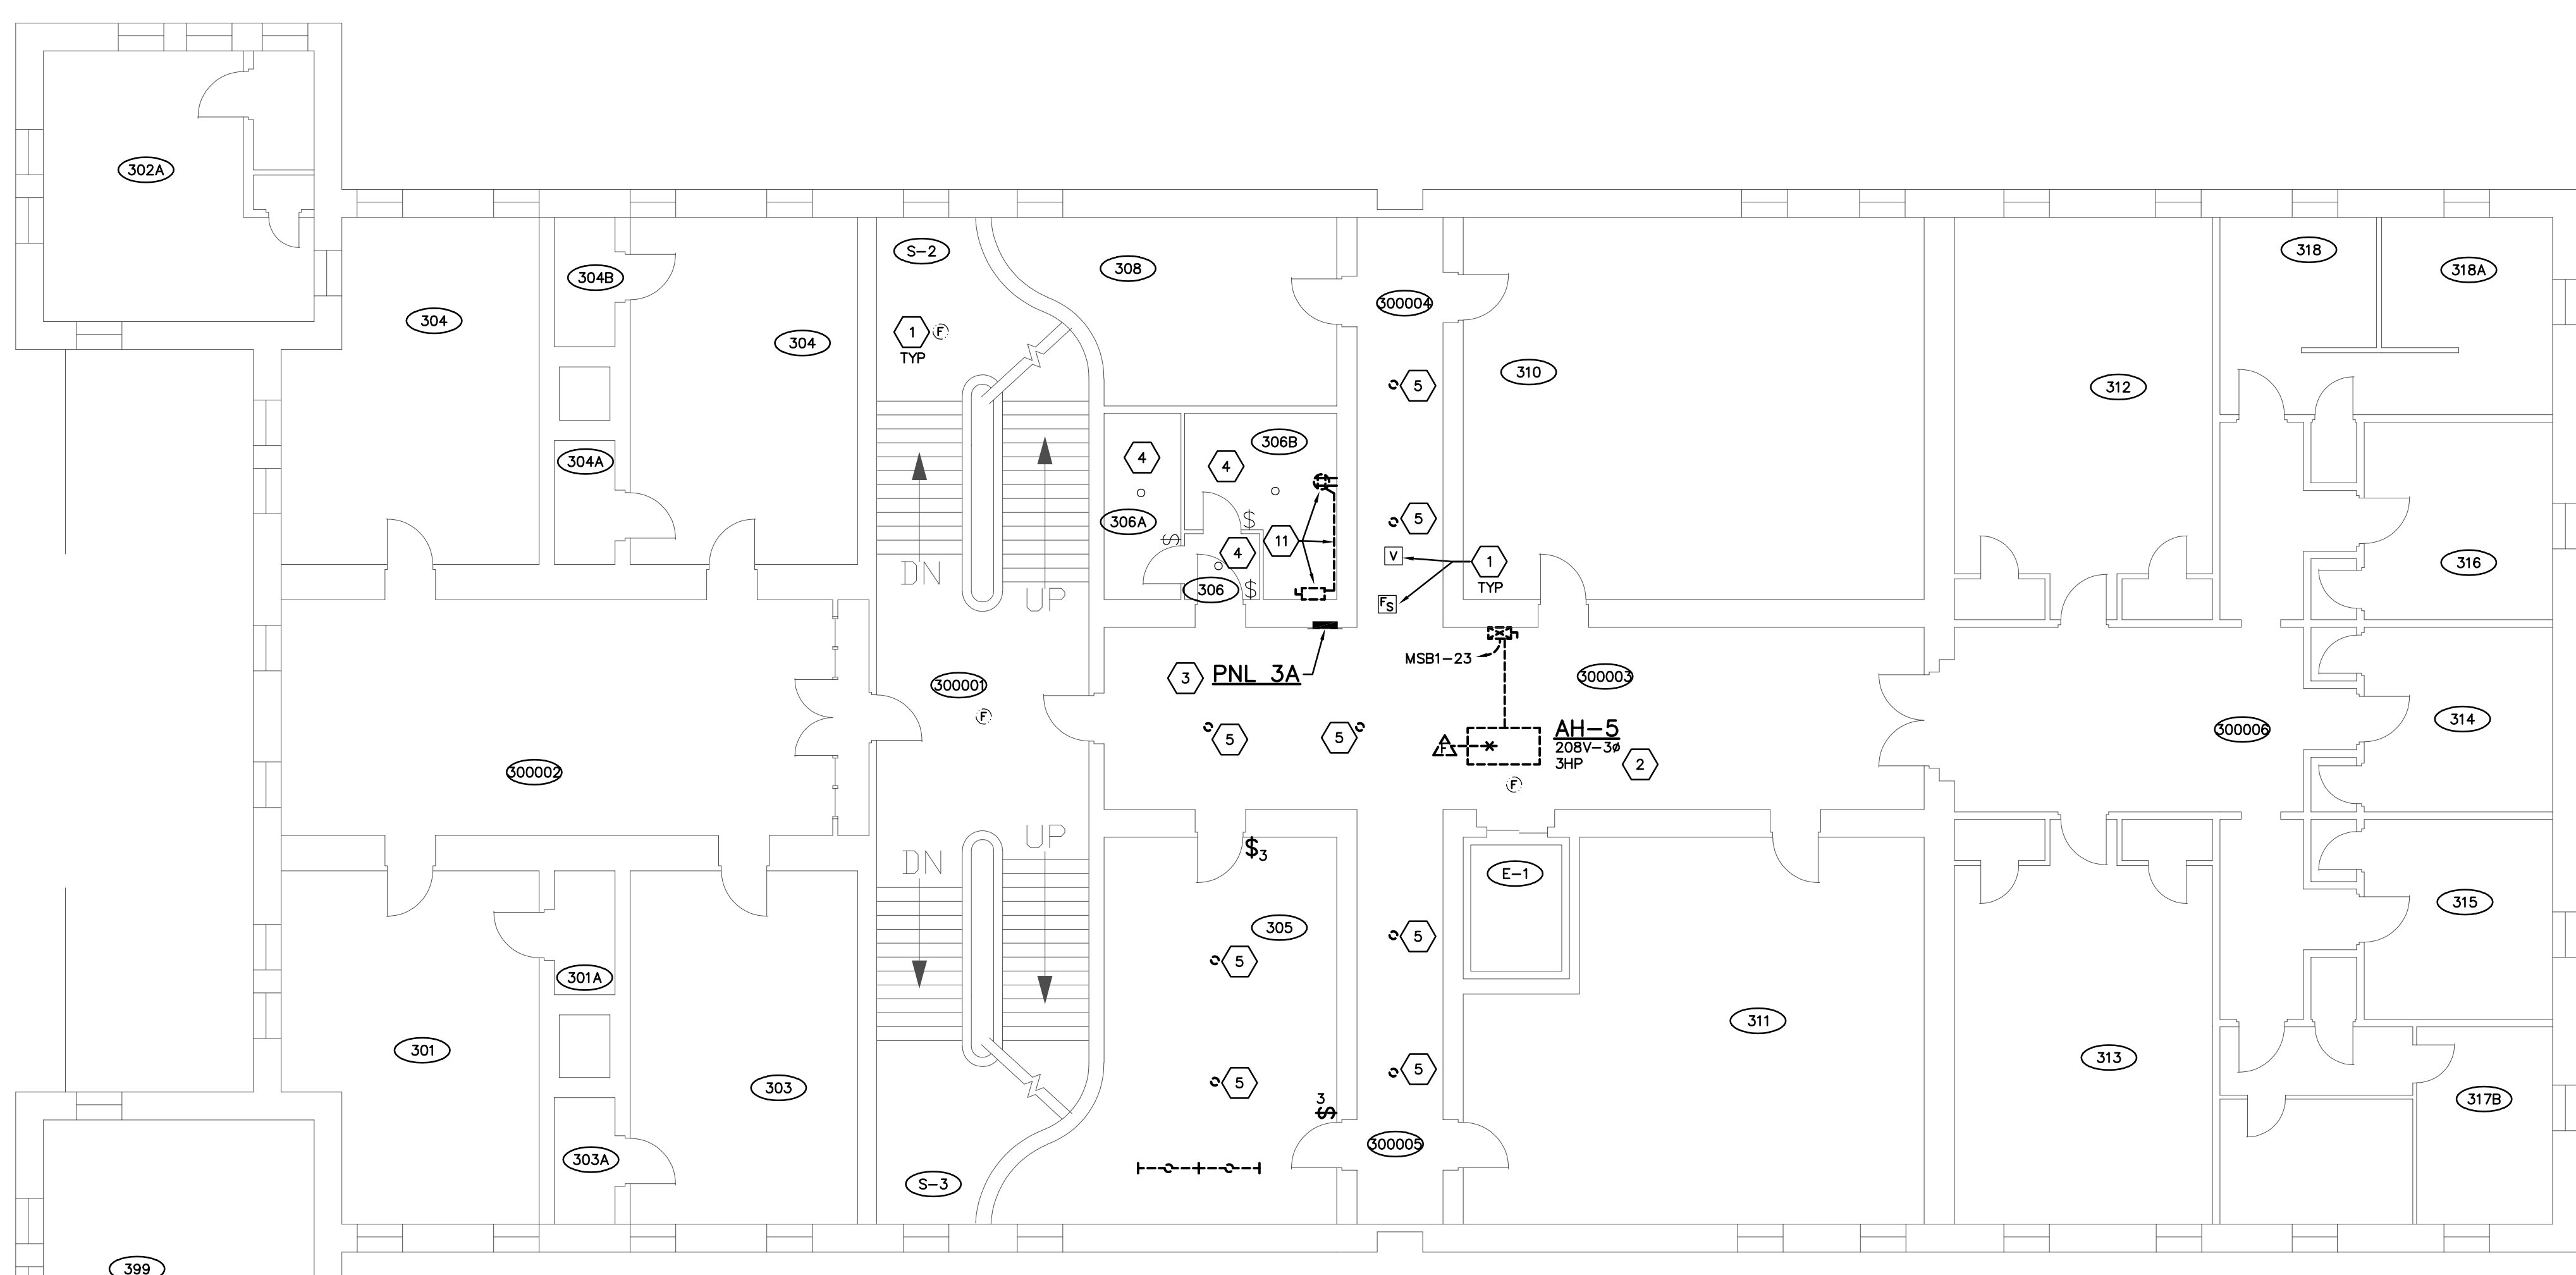 302A
S-2
318
308
318A
304B
300004
304
1
F
TYP
304
310
5
312
306B
4
4
304A
5
306A
$
$
4
11
V
1
TYP
316
DN
306
$
UP
FS
MSB1-23
3
PNL 3A
300003
300001
F
314
5
5
AH-5
208V-3ø
3HP
2
F
300006
300002
F
UP
DN
$3
E-1
315
305
5
5
301A
5
311
301
313
5
5
303
3
$
317B
300005
303A
S-3
399